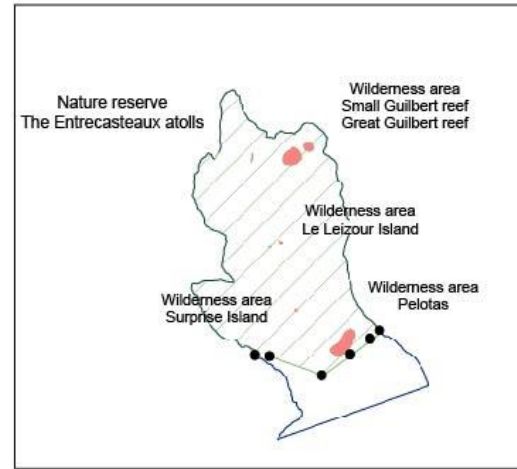 Nature reserve
The Entrecasteaux atolls
Wilderness area
Small Guilbert reef
Great Guilbert reef
Wilderness area
Le Leizour Island
Wilderness area
Surprise Island
Wilderness area
Pelotas